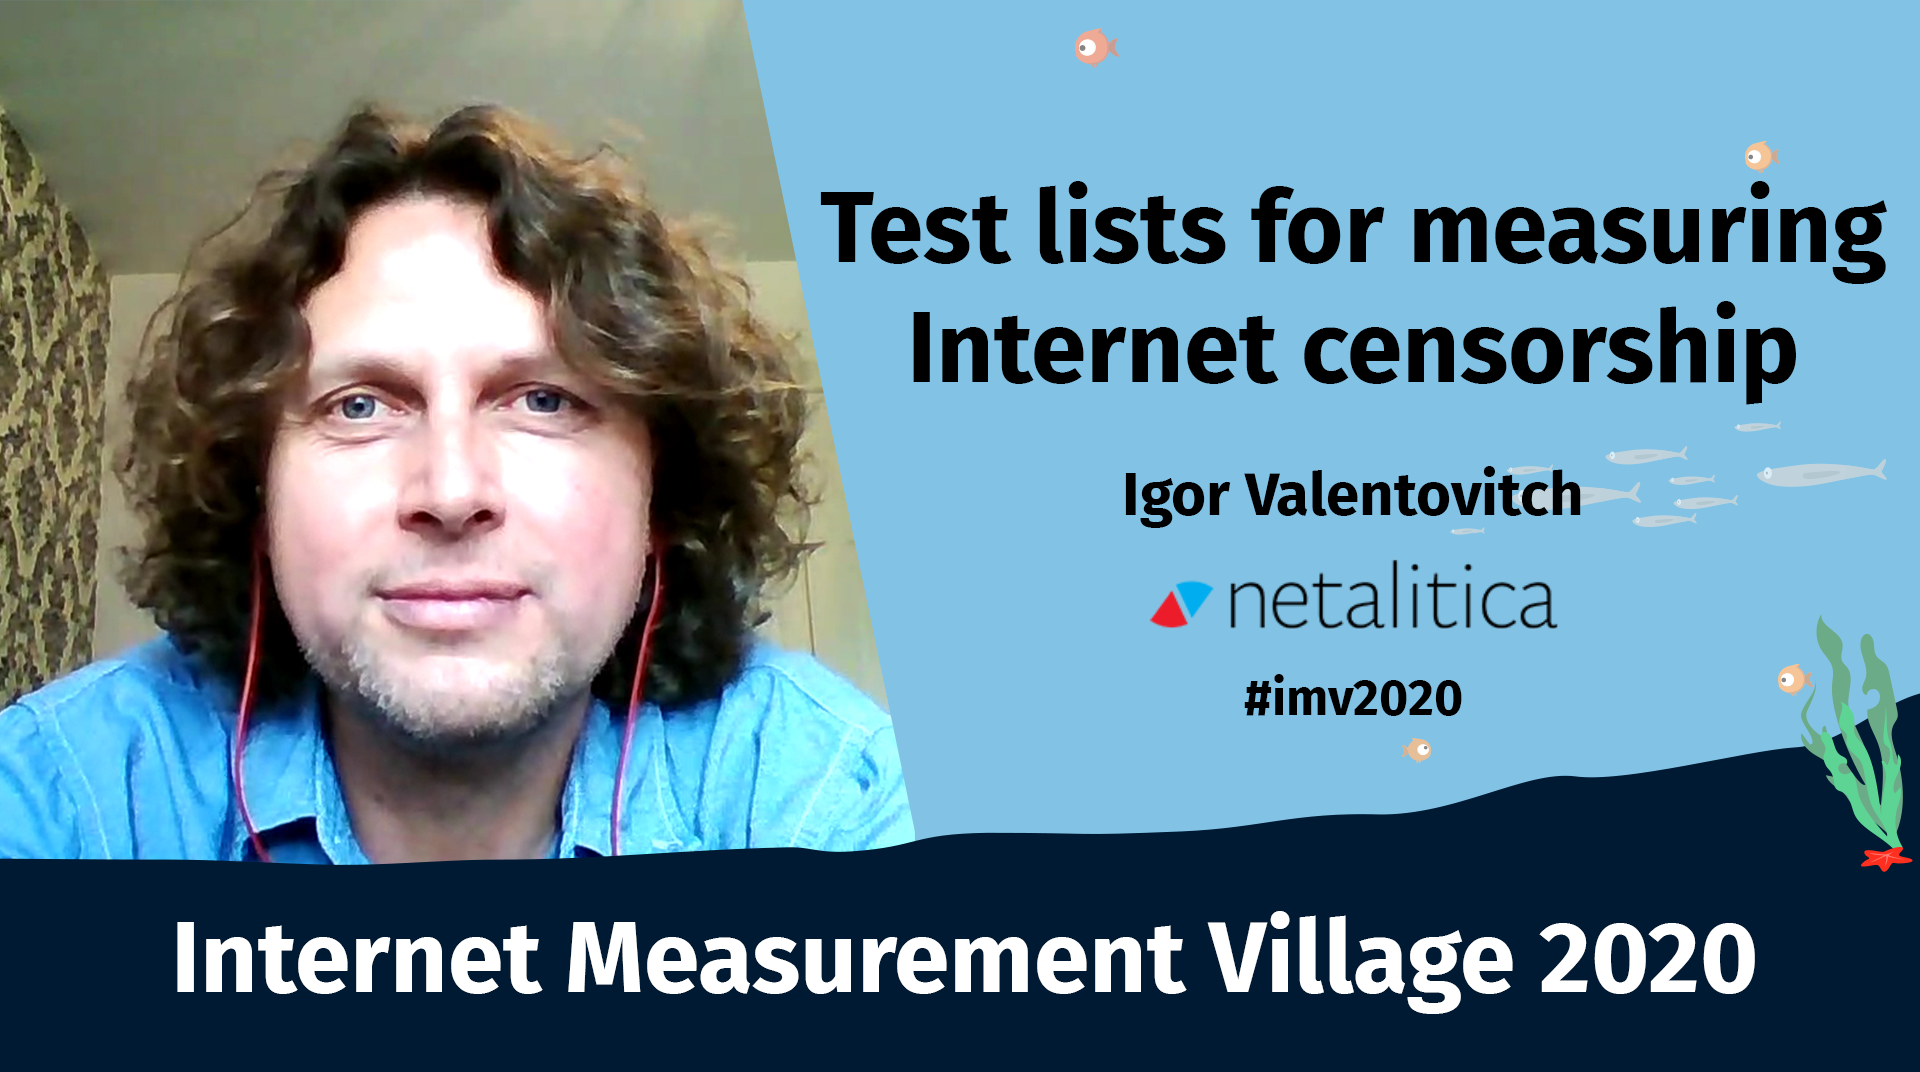 Test lists for measuring
Internet censorship
Igor Valentovitch
netalitica
#imv2020
Internet Measurement Village 2020